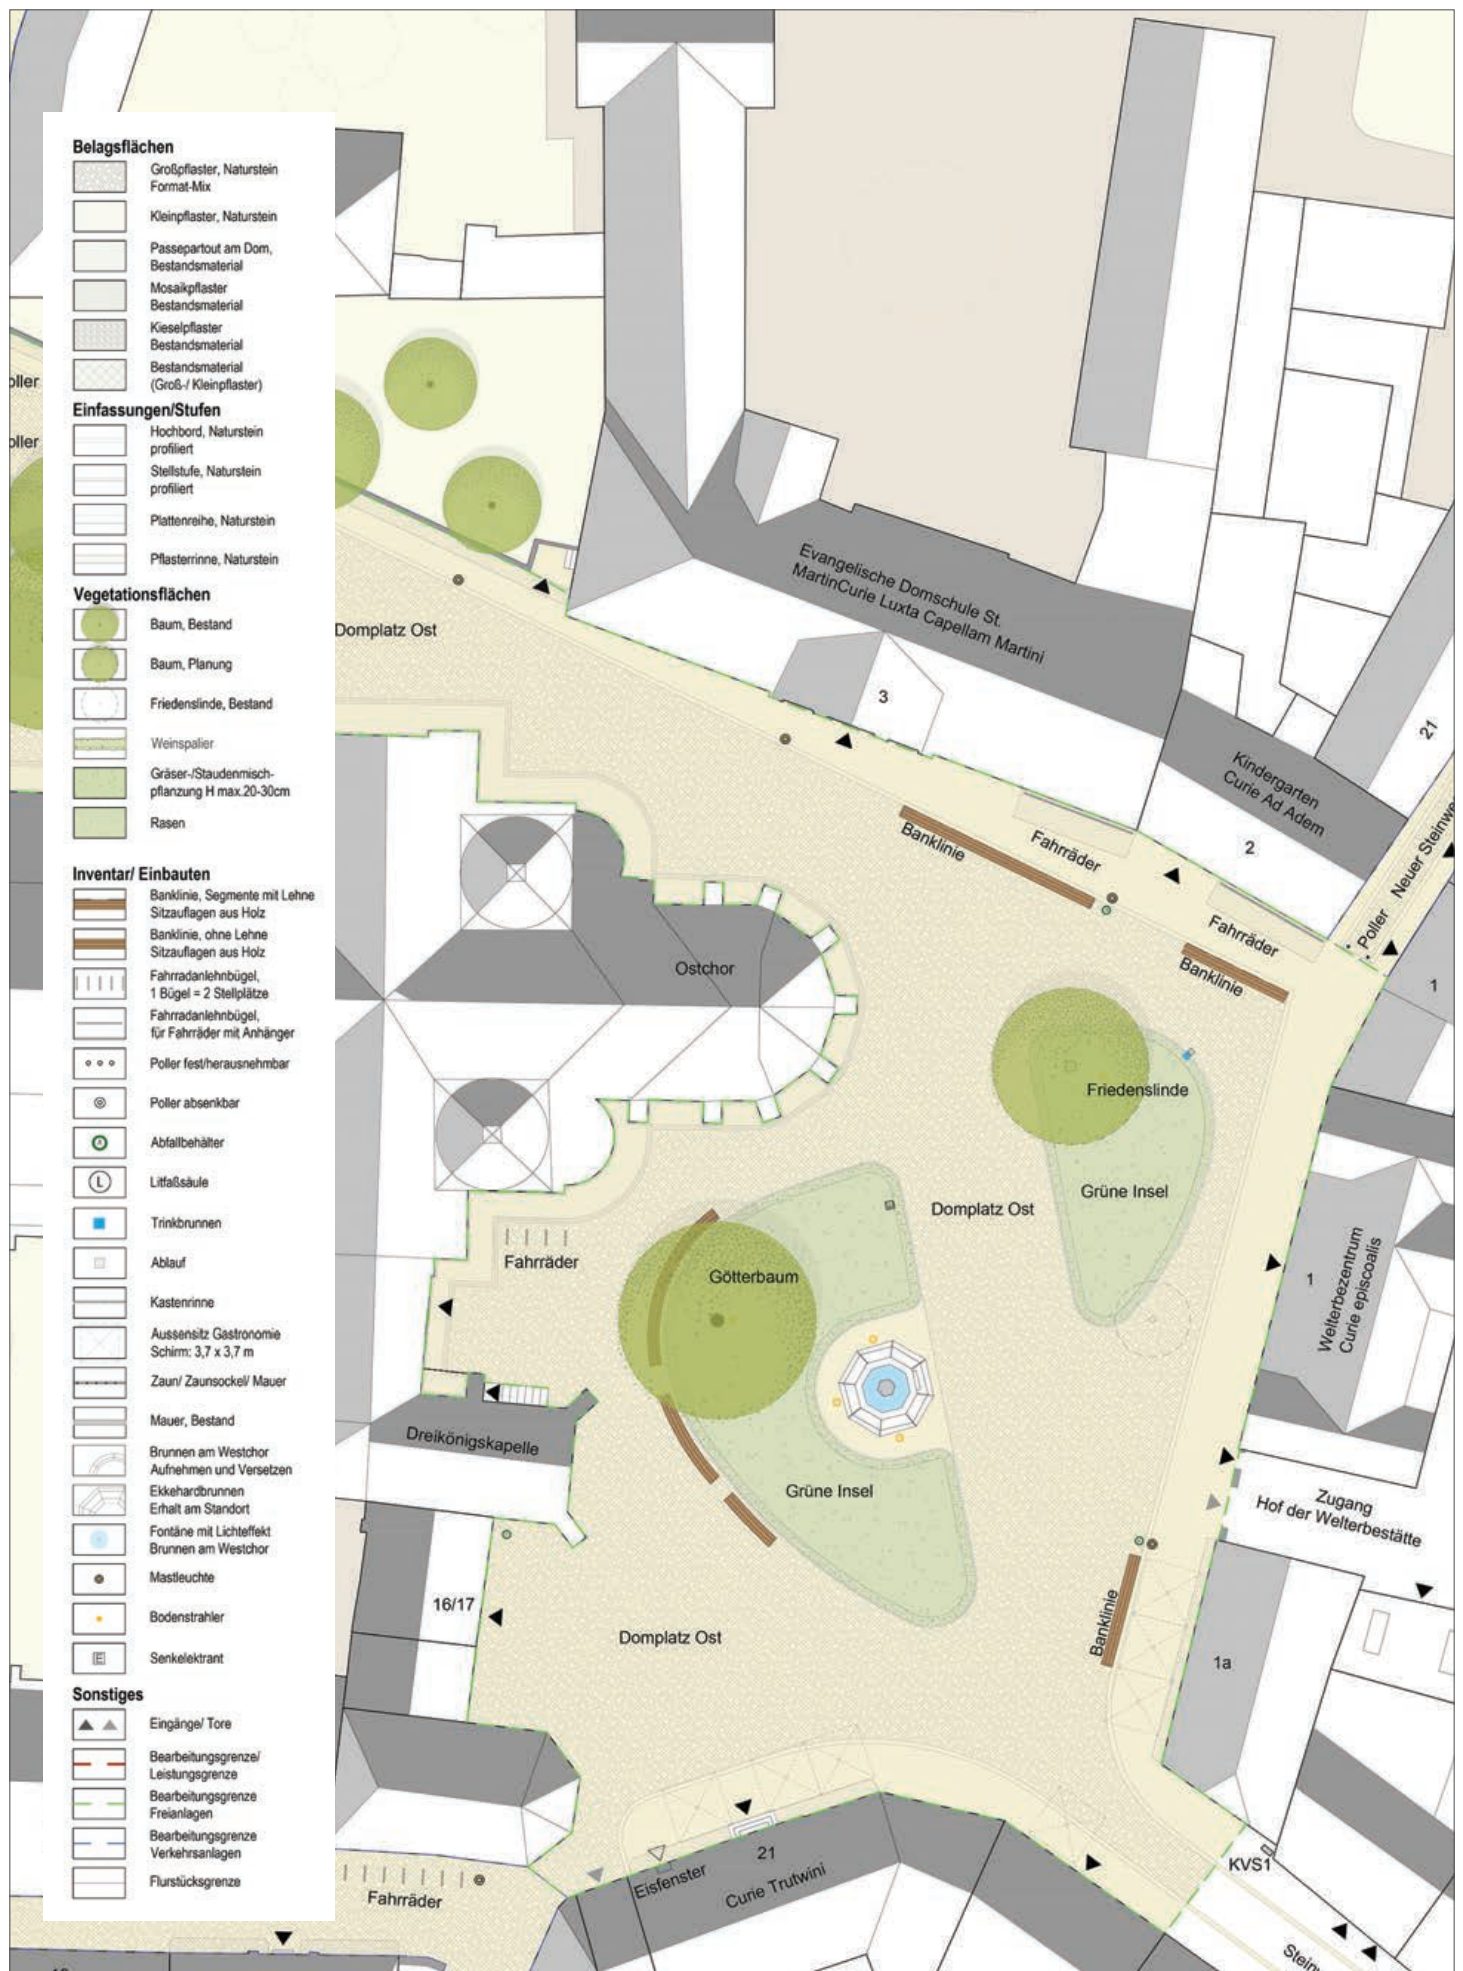 Belagsflächen
Großpflaster, Naturstein
Format-Mix
Kleinpflaster, Naturstein
Passepartout am Dom,
Bestandsmaterial
Mosaikpflaster
Bestandsmaterial
Kieselpflaster
Bestandsmaterial
Bestandsmaterial
(Groß-/ Kleinpflaster)
Einfassungen/Stufen
Hochbord, Naturstein
profiliert
Stellstufe, Naturstein
profiliert
Plattenreihe, Naturstein
Pflasterrinne, Naturstein
Vegetationsflächen
Baum, Bestand
Baum, Planung
Friedenslinde, Bestand
Weinspalier
Gräser-/Staudenmisch-
pflanzung H max.20-30cm
Rasen
Inventar/ Einbauten
Banklinie, Segmente mit Lehne
Sitzauflagen aus Holz
Banklinie, ohne Lehne
Sitzauflagen aus Holz
Fahrradanlehnbügel,
1 Bügel = 2 Stellplätze
Fahrradanlehnbügel,
für Fahrräder mit Anhänger
Poller fest/herausnehmbar
Poller absenkbar
Abfallbehälter
L
Litfaßsäule
Trinkbrunnen
Ablauf
Kastenrinne
Aussensitz Gastronomie
Schirm: 3,7 x 3,7 m
Zaun/ Zaunsockel/ Mauer
Mauer, Bestand
Brunnen am Westchor
Aufnehmen und Versetzen
Ekkehardbrunnen
Erhalt am Standort
Fontäne mit Lichteffekt
Brunnen am Westchor
Mastleuchte
Bodenstrahler
E
Senkelektrant
Sonstiges
Eingänge/ Tore
Bearbeitungsgrenze/
Leistungsgrenze
Bearbeitungsgrenze
Freianlagen
Bearbeitungsgrenze
Verkehrsanlagen
Flurstücksgrenze
oller
oller
Domplatz Ost
Evangelische Domschule St.
MartinCurie Luxta Capellam Martini
3
Kindergarten
Curie Ad Adem
2
21
Neuer Steinwe
Poller
Banklinie
Fahrräder
Fahrräder
Banklinie
1
Ostchor
Friedenslinde
Grüne Insel
Domplatz Ost
Fahrräder
Götterbaum
Welterbezentrum
Curie episcoalis
1
Dreikönigskapelle
Grüne Insel
Zugang
Hof der Welterbestätte
16/17
Domplatz Ost
Banklinie
1a
21
Eisfenster
Curie Trutwini
KVS1
Fahrräder
Steinw